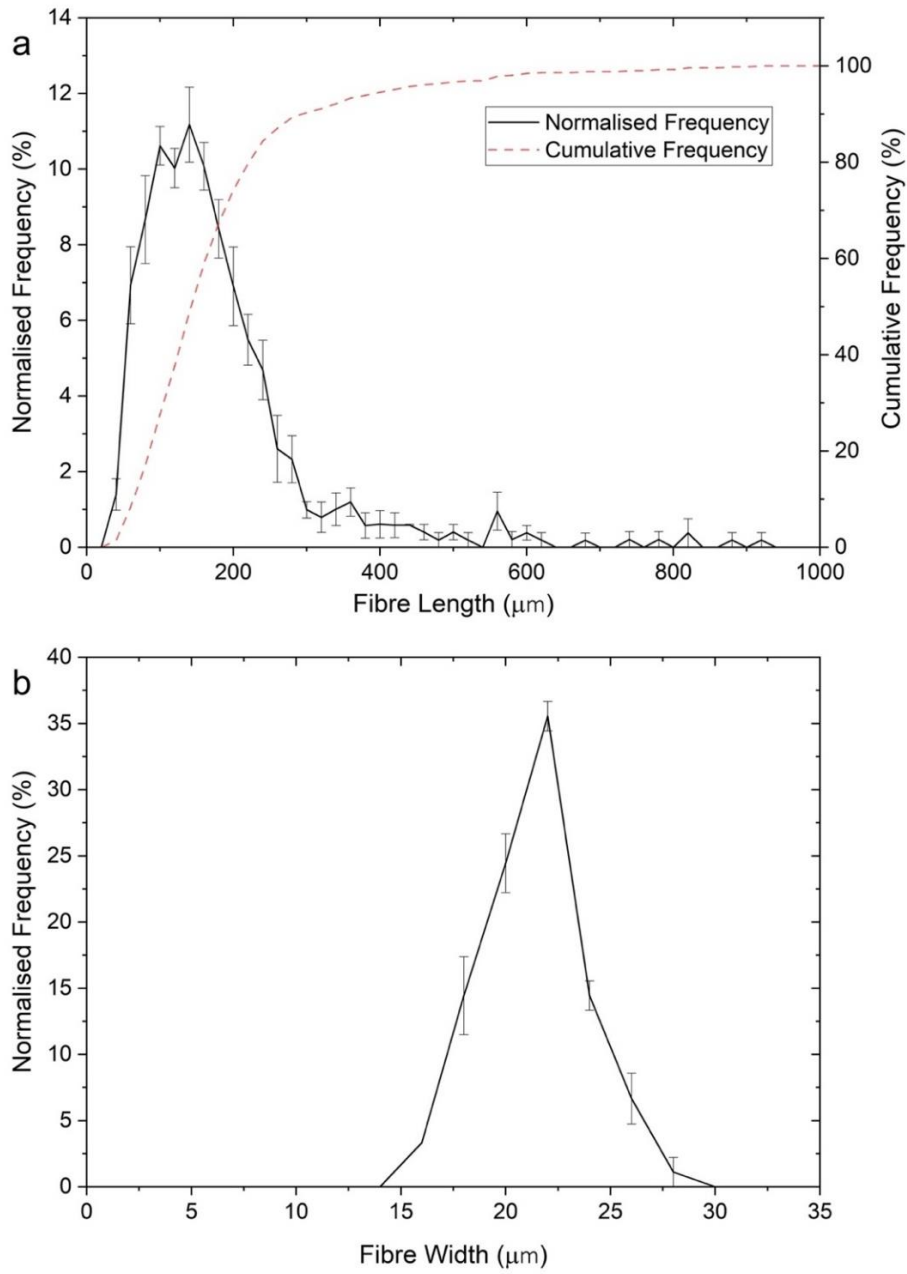 a
14
12
10
8
6
4
2
0
Normalised Frequency (%)
Normalised Frequency
Cumulative Frequency
100
80
60
40
20
0
Cumulative Frequency (%)
0 200 400 600 800 1000
Fibre Length (μm)
b
40
35
30
25
20
15
10
5
0
Normalised Frequency (%)
0 5 10 15 20 25 30 35
Fibre Width (μm)